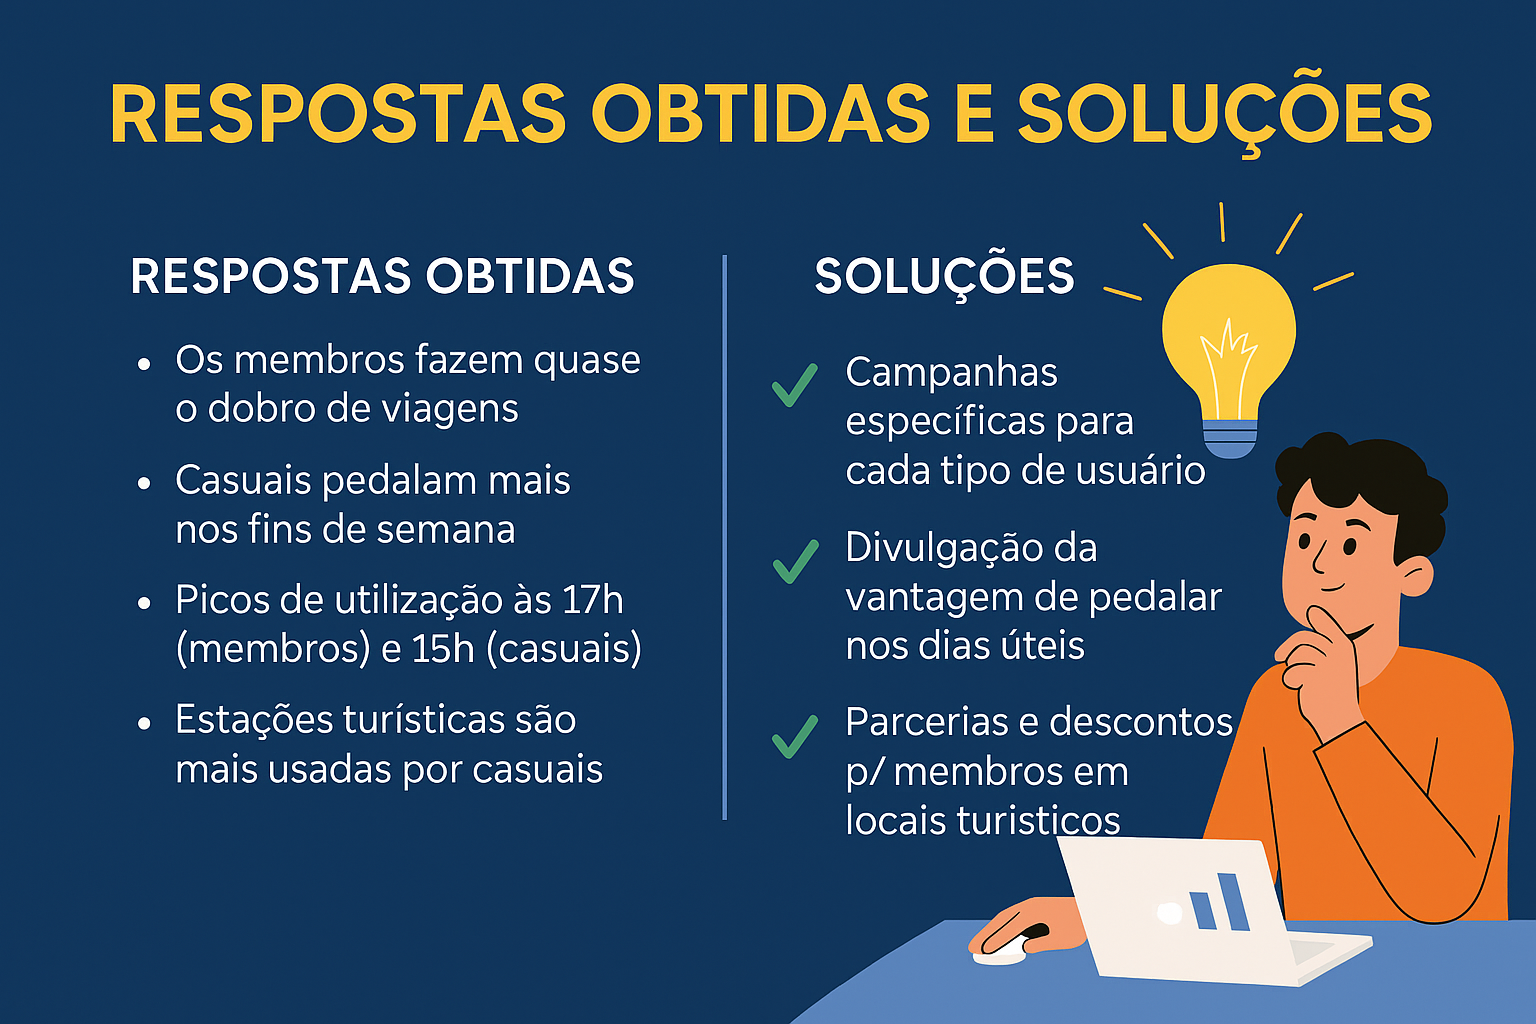 RESPOSTAS OBTIDAS E SOLUÇÕES
RESPOSTAS OBTIDAS
• Os membros fazem quase
o dobro de viagens
• Casuais pedalam mais
nos fins de semana
• Picos de utilização às 17h
(membros) e 15h (casuais)
• Estações turísticas são
mais usadas por casuais
SOLUÇÕES
Campanhas
específicas para
cada tipo de usuário
Divulgação da
vantagem de pedalar
nos dias úteis
Parcerias e descontos
p/ membros em
locais turisticos